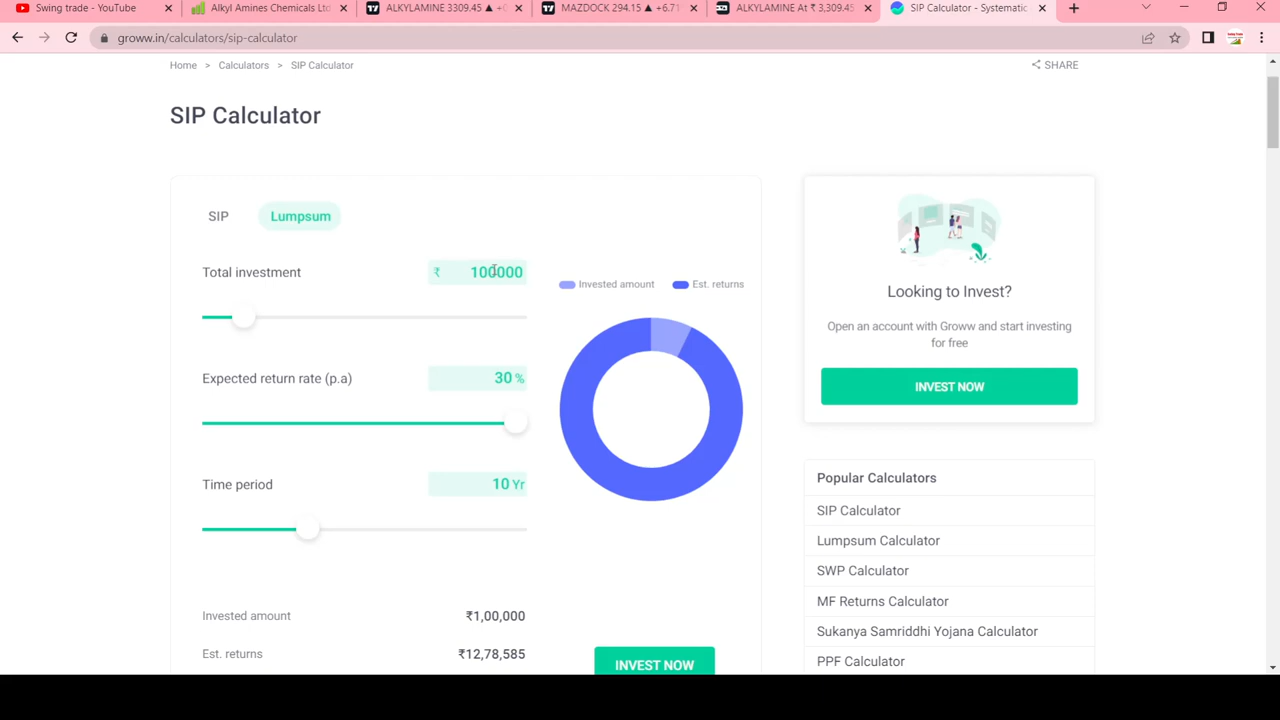 Swing trade - YouTube
Alkyl Amines Chemicals Ltd
ALKYLAMINE 3309.45 ▲ +0
MAZDOCK 294.15 ▲ +6.71
ALKYLAMINE At ₹ 3,309.45
SIP Calculator - Systematic
groww.in/calculators/sip-calculator
Home > Calculators > SIP Calculator
SHARE
SIP Calculator
SIP Lumpsum
Total investment ₹ 100000
Expected return rate (p.a) 30 %
Time period 10 Yr
Invested amount ₹1,00,000
Est. returns ₹12,78,585
Invested amount Est. returns
INVEST NOW
Looking to Invest?
Open an account with Groww and start investing
for free
INVEST NOW
Popular Calculators
SIP Calculator
Lumpsum Calculator
SWP Calculator
MF Returns Calculator
Sukanya Samriddhi Yojana Calculator
PPF Calculator